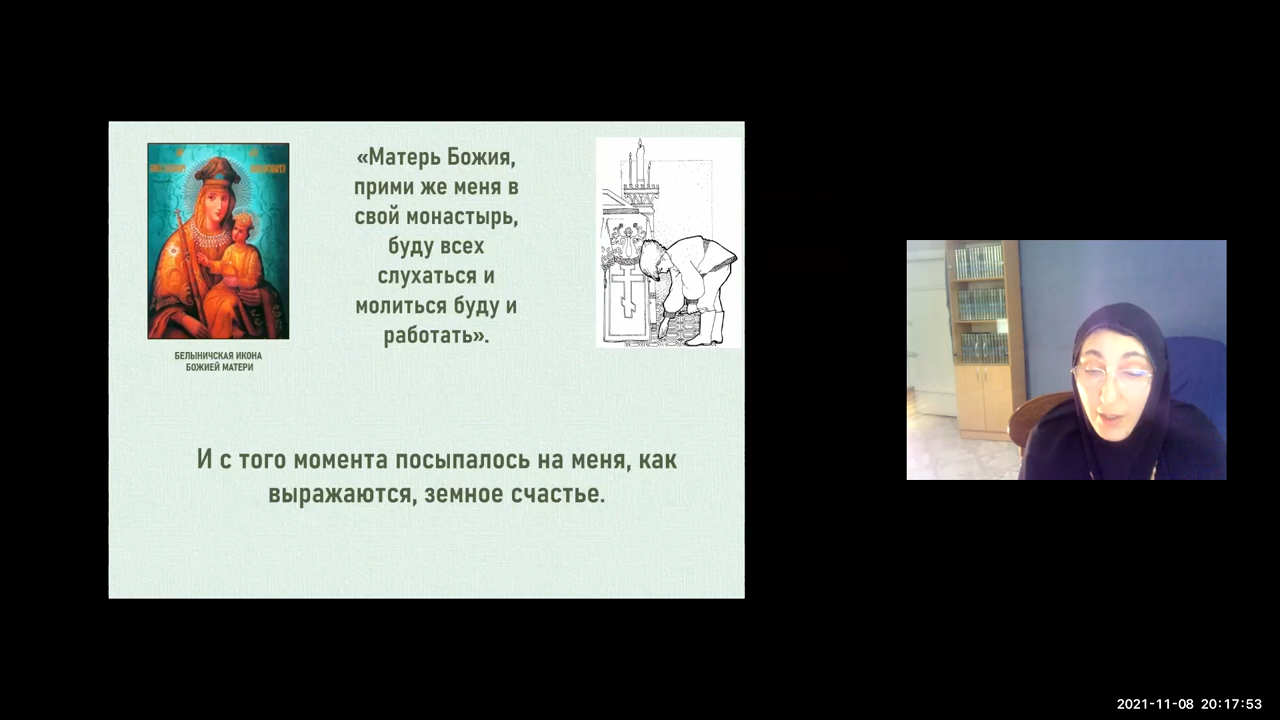 «Матерь Божия,
прими же меня в
свой монастырь,
буду всех
слухаться и
молиться буду и
работать».
БЕЛЫНИЧСКАЯ ИКОНА
БОЖИЕЙ МАТЕРИ
И с того момента посыпалось на меня, как
выражаются, земное счастье.
2021-11-08 20:17:53